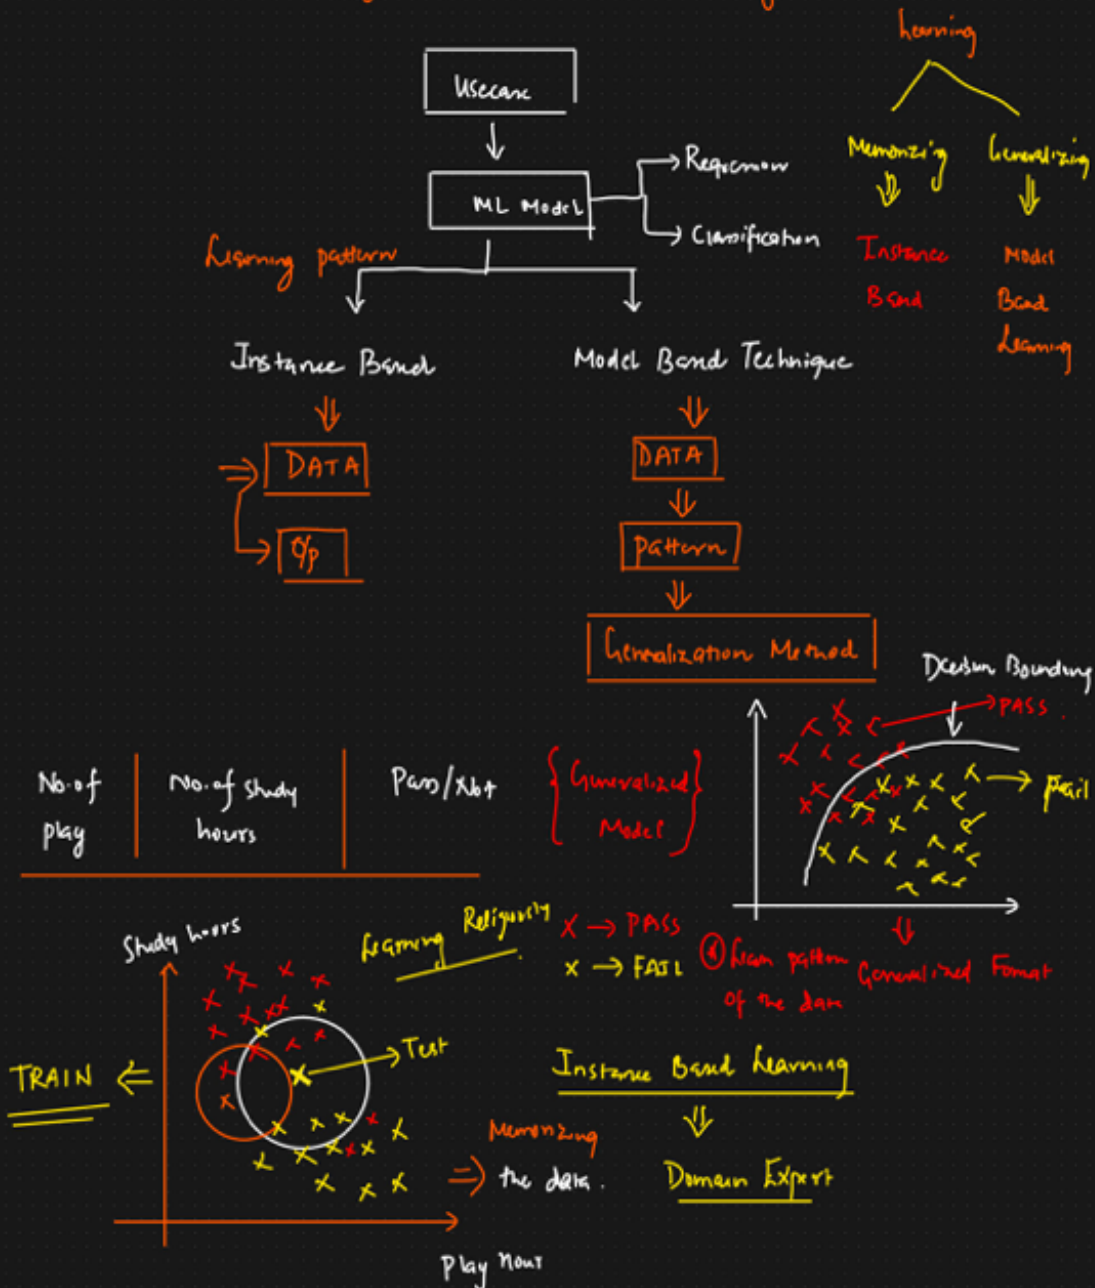 Learning
Usecase
Memorizing
Generalizing
Regression
ML Model
Classification
Instance
Based
Model
Based
Learning
Learning pattern
Instance Based
Model Based Technique
DATA
DATA
O/p
pattern
Generalization Method
Decision Boundary
PASS
Fail
No. of play
No. of study hours
Pass/Not
{Generalized
Model}
Study hours
Learning Religiously
X → PASS
x → FAIL
Learn pattern
of the data
Generalized Format
Test
TRAIN
Instance Based Learning
Memorizing
the data.
Domain Expert
Play hour